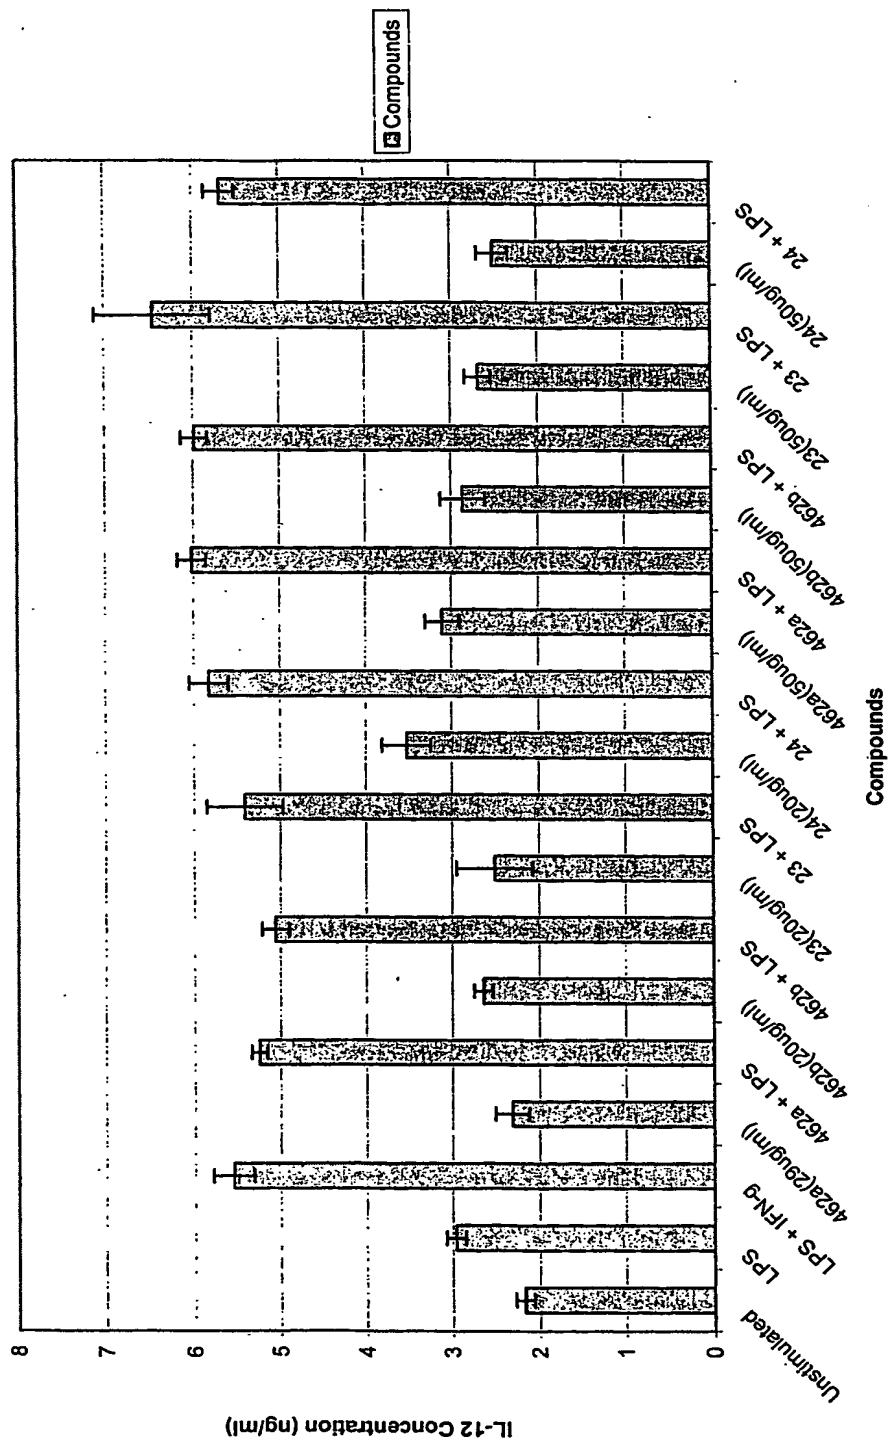 Compounds
IL-12 Concentration (ng/ml)
8
7
6
5
4
3
2
1
0
Unstimulated
LPS
LPS + IFN-g
462a(29ug/ml)
462a + LPS
462b(20ug/ml)
462b + LPS
23(20ug/ml)
23 + LPS
24(20ug/ml)
24 + LPS
462a(50ug/ml)
462a + LPS
462b(50ug/ml)
462b + LPS
23(50ug/ml)
23 + LPS
24(50ug/ml)
24 + LPS
Compounds